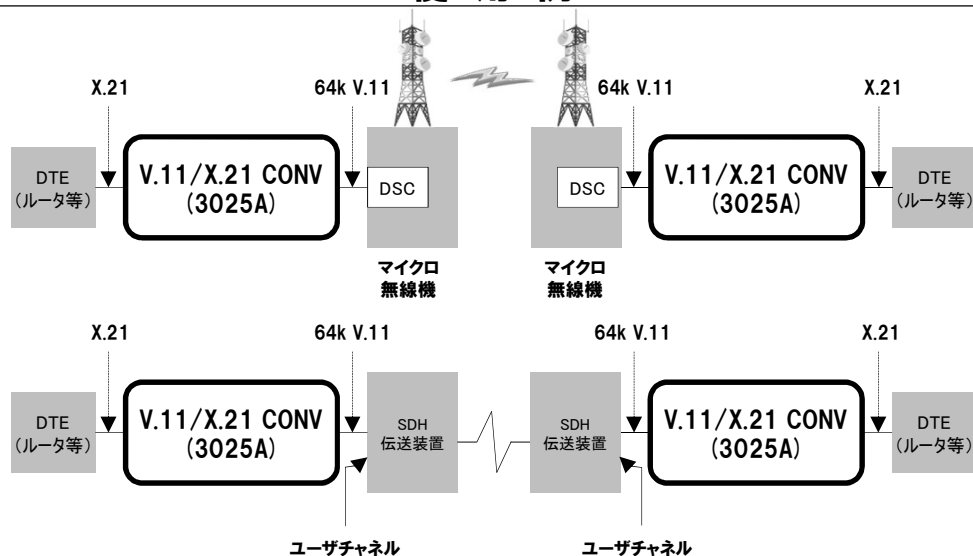 X.21
64k V.11
64k V.11
X.21
DTE
(ルータ等)
V.11/X.21 CONV
(3025A)
DSC
DSC
V.11/X.21 CONV
(3025A)
DTE
(ルータ等)
マイクロ
無線機
マイクロ
無線機
X.21
64k V.11
64k V.11
X.21
DTE
(ルータ等)
V.11/X.21 CONV
(3025A)
SDH
伝送装置
SDH
伝送装置
V.11/X.21 CONV
(3025A)
DTE
(ルータ等)
ユーザチャネル
ユーザチャネル